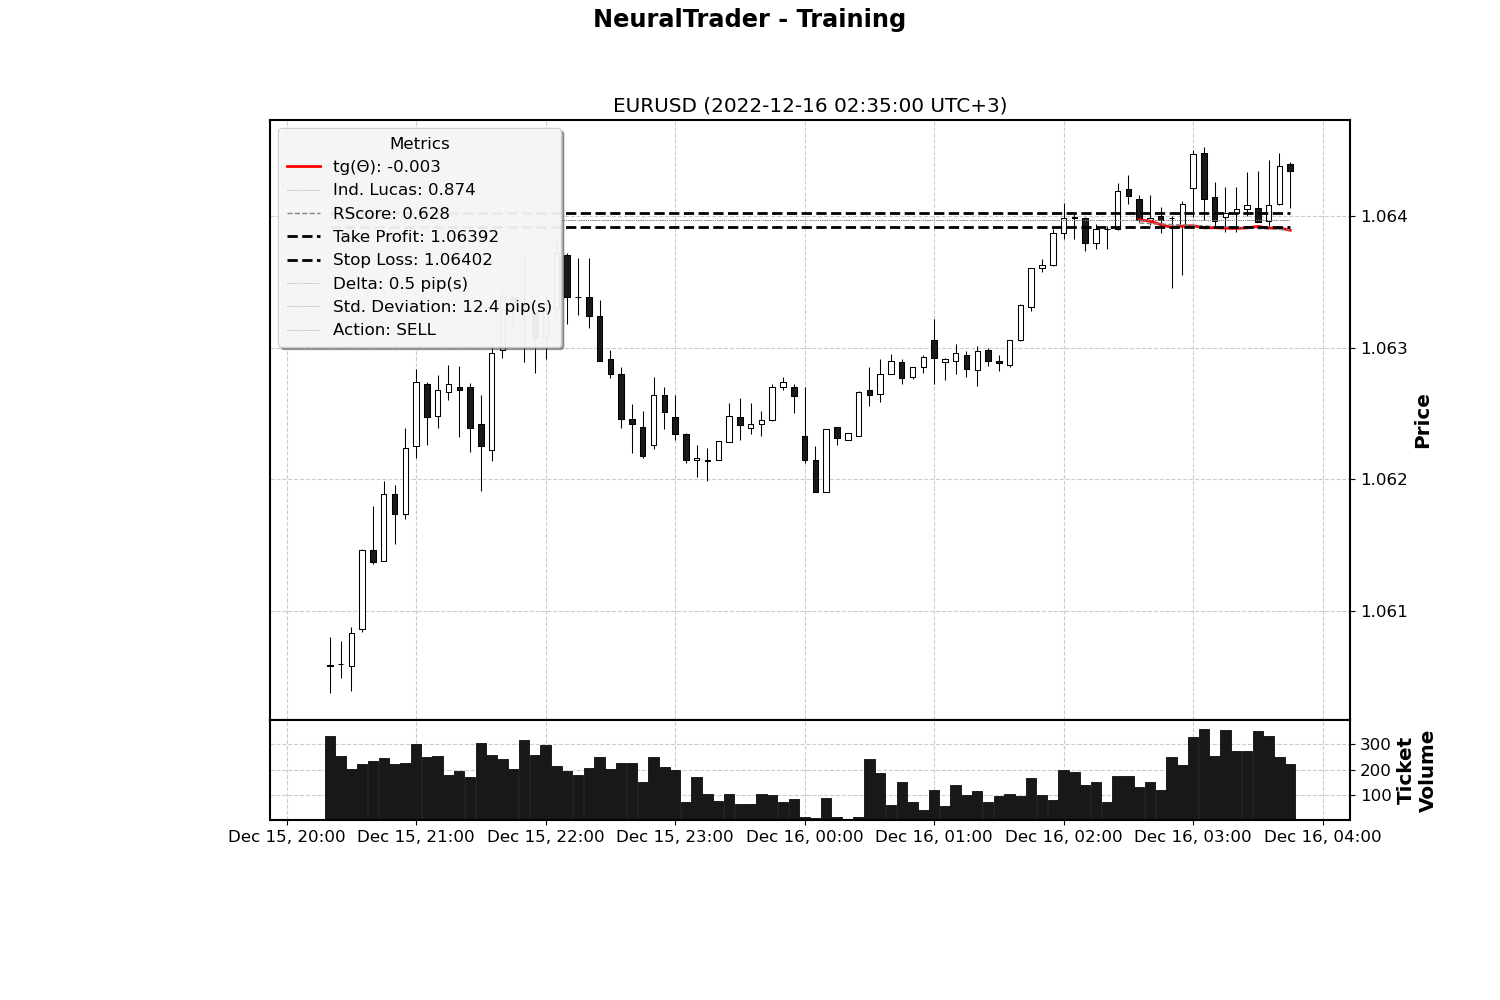 NeuralTrader - Training
EURUSD (2022-12-16 02:35:00 UTC+3)
Metrics
tg(Θ): -0.003
Ind. Lucas: 0.874
RScore: 0.628
Take Profit: 1.06392
Stop Loss: 1.06402
Delta: 0.5 pip(s)
Std. Deviation: 12.4 pip(s)
Action: SELL
1.064
1.063
1.062
1.061
Price
300
200
100
Ticket
Volume
Dec 15, 20:00 Dec 15, 21:00 Dec 15, 22:00 Dec 15, 23:00 Dec 16, 00:00 Dec 16, 01:00 Dec 16, 02:00 Dec 16, 03:00 Dec 16, 04:00